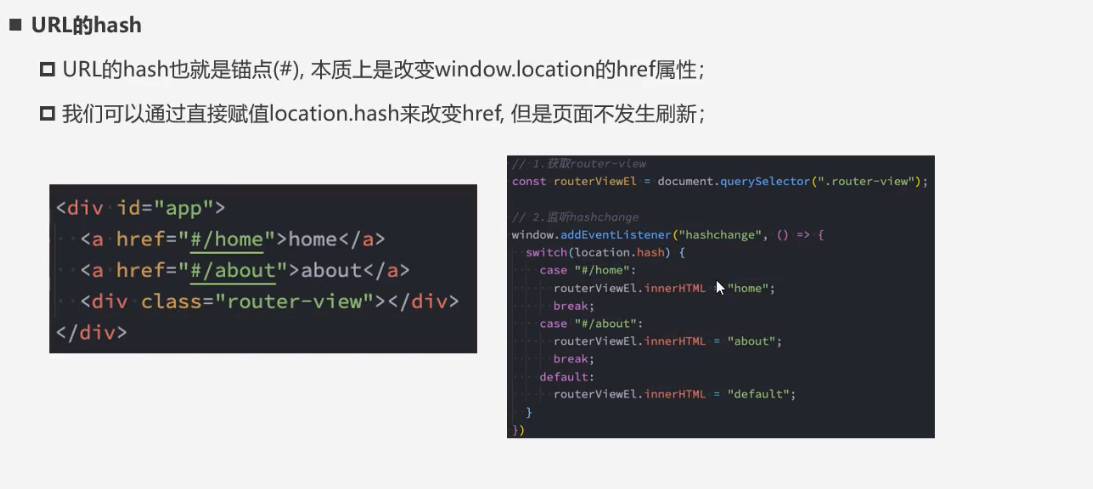 URL的hash
URL的hash也就是锚点(#), 本质上是改变window.location的href属性；
我们可以通过直接赋值location.hash来改变href, 但是页面不发生刷新；
<div id="app">
<a href="#/home">home</a>
<a href="#/about">about</a>
<div class="router-view"></div>
</div>
// 1.获取router-view
const routerViewEl = document.querySelector(".router-view");
// 2.监听hashchange
window.addEventListener("hashchange", () => {
switch(location.hash) {
case "#/home":
routerViewEl.innerHTML = "home";
break;
case "#/about":
routerViewEl.innerHTML = "about";
break;
default:
routerViewEl.innerHTML = "default";
}
})